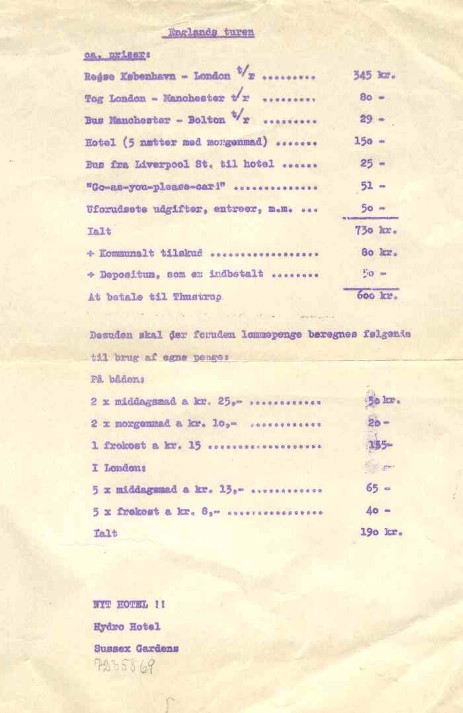 Englands turen
ca. priser:
Rejse København - London t/r ......... 345 kr.
Tog London - Manchester t/r ......... 80 -
Bus Manchester - Bolton t/r ......... 29 -
Hotel (5 nætter med morgenmad) ....... 150 -
Bus fra Liverpool St. til hotel ...... 25 -
"Go-as-you-please-card" .............. 51 -
Uforudsete udgifter, entreer, m.m. ... 50 -
Ialt 730 kr.
÷ Kommunalt tilskud .................. 80 kr.
÷ Depositum, som er indbetalt ........ 50 -
At betale til Thustrup 600 kr.
Desuden skal der foruden lommepenge beregnes følgende
til brug af egne penge:
På båden:
2 x middagsmad a kr. 25,- ............ 50 kr.
2 x morgenmad a kr. 10,- ............ 20 -
1 frokost a kr. 15 ................... 15-
I London:
5 x middagsmad a kr. 13,- ............ 65 -
5 x frokost a kr. 8,- ................ 40 -
Ialt 190 kr.
NYT HOTEL !!
Hydro Hotel
Sussex Gardens
7235869